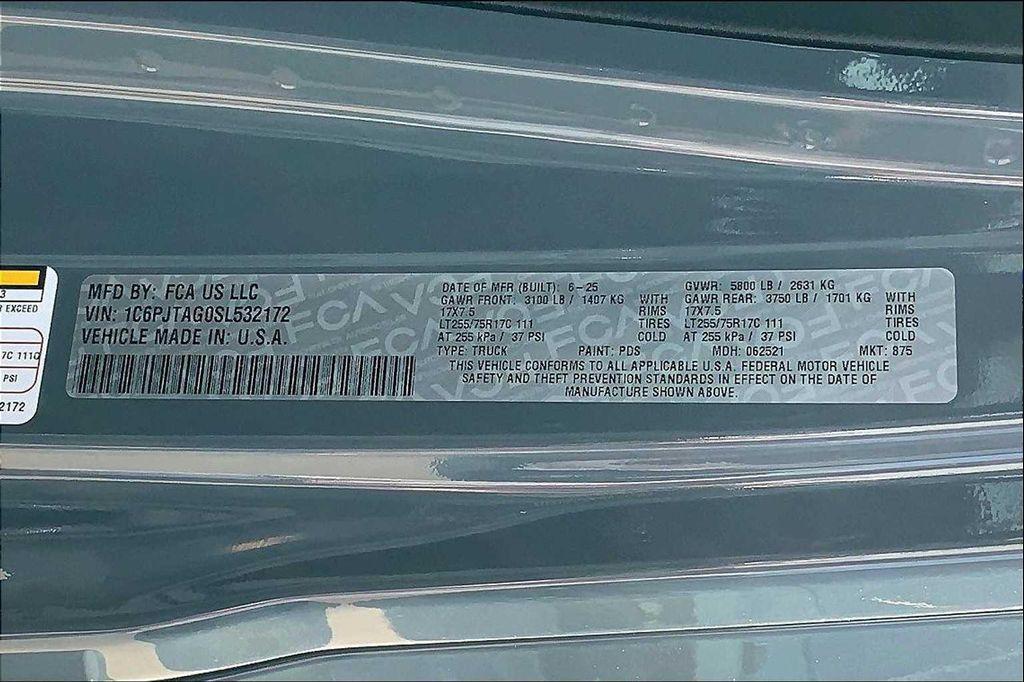 3
R EXCEED
7C 111C
PSI
2172
MFD BY: FCA US LLC
VIN: 1C6PJTAG0SL532172
VEHICLE MADE IN: U.S.A.
DATE OF MFR (BUILT): 6-25 GVWR: 5800 LB / 2631 KG
GAWR FRONT: 3100 LB / 1407 KG WITH GAWR REAR: 3750 LB / 1701 KG WITH
17X7.5 RIMS 17X7.5 RIMS
LT255/75R17C 111 TIRES LT255/75R17C 111 TIRES
AT 255 kPa / 37 PSI COLD AT 255 kPa / 37 PSI COLD
TYPE: TRUCK PAINT: PDS MDH: 062521 MKT: 875
THIS VEHICLE CONFORMS TO ALL APPLICABLE U.S.A. FEDERAL MOTOR VEHICLE
SAFETY AND THEFT PREVENTION STANDARDS IN EFFECT ON THE DATE OF
MANUFACTURE SHOWN ABOVE.